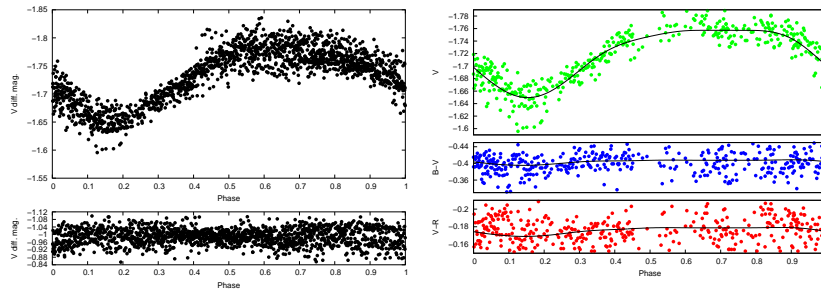 −1.85
−1.8
−1.75
−1.7
−1.65
−1.6
−1.55
V diff. mag.
0 0.1 0.2 0.3 0.4 0.5 0.6 0.7 0.8 0.9 1
Phase
−1.12
−1.08
−1.04
−1
−0.96
−0.92
−0.88
−0.84
V diff. mag.
0 0.1 0.2 0.3 0.4 0.5 0.6 0.7 0.8 0.9 1
Phase
−1.78
−1.76
−1.74
−1.72
−1.7
−1.68
−1.66
−1.64
−1.62
−1.6
V
−0.44
−0.4
−0.36
B−V
−0.2
−0.18
−0.16
V−R
0 0.1 0.2 0.3 0.4 0.5 0.6 0.7 0.8 0.9
Phase